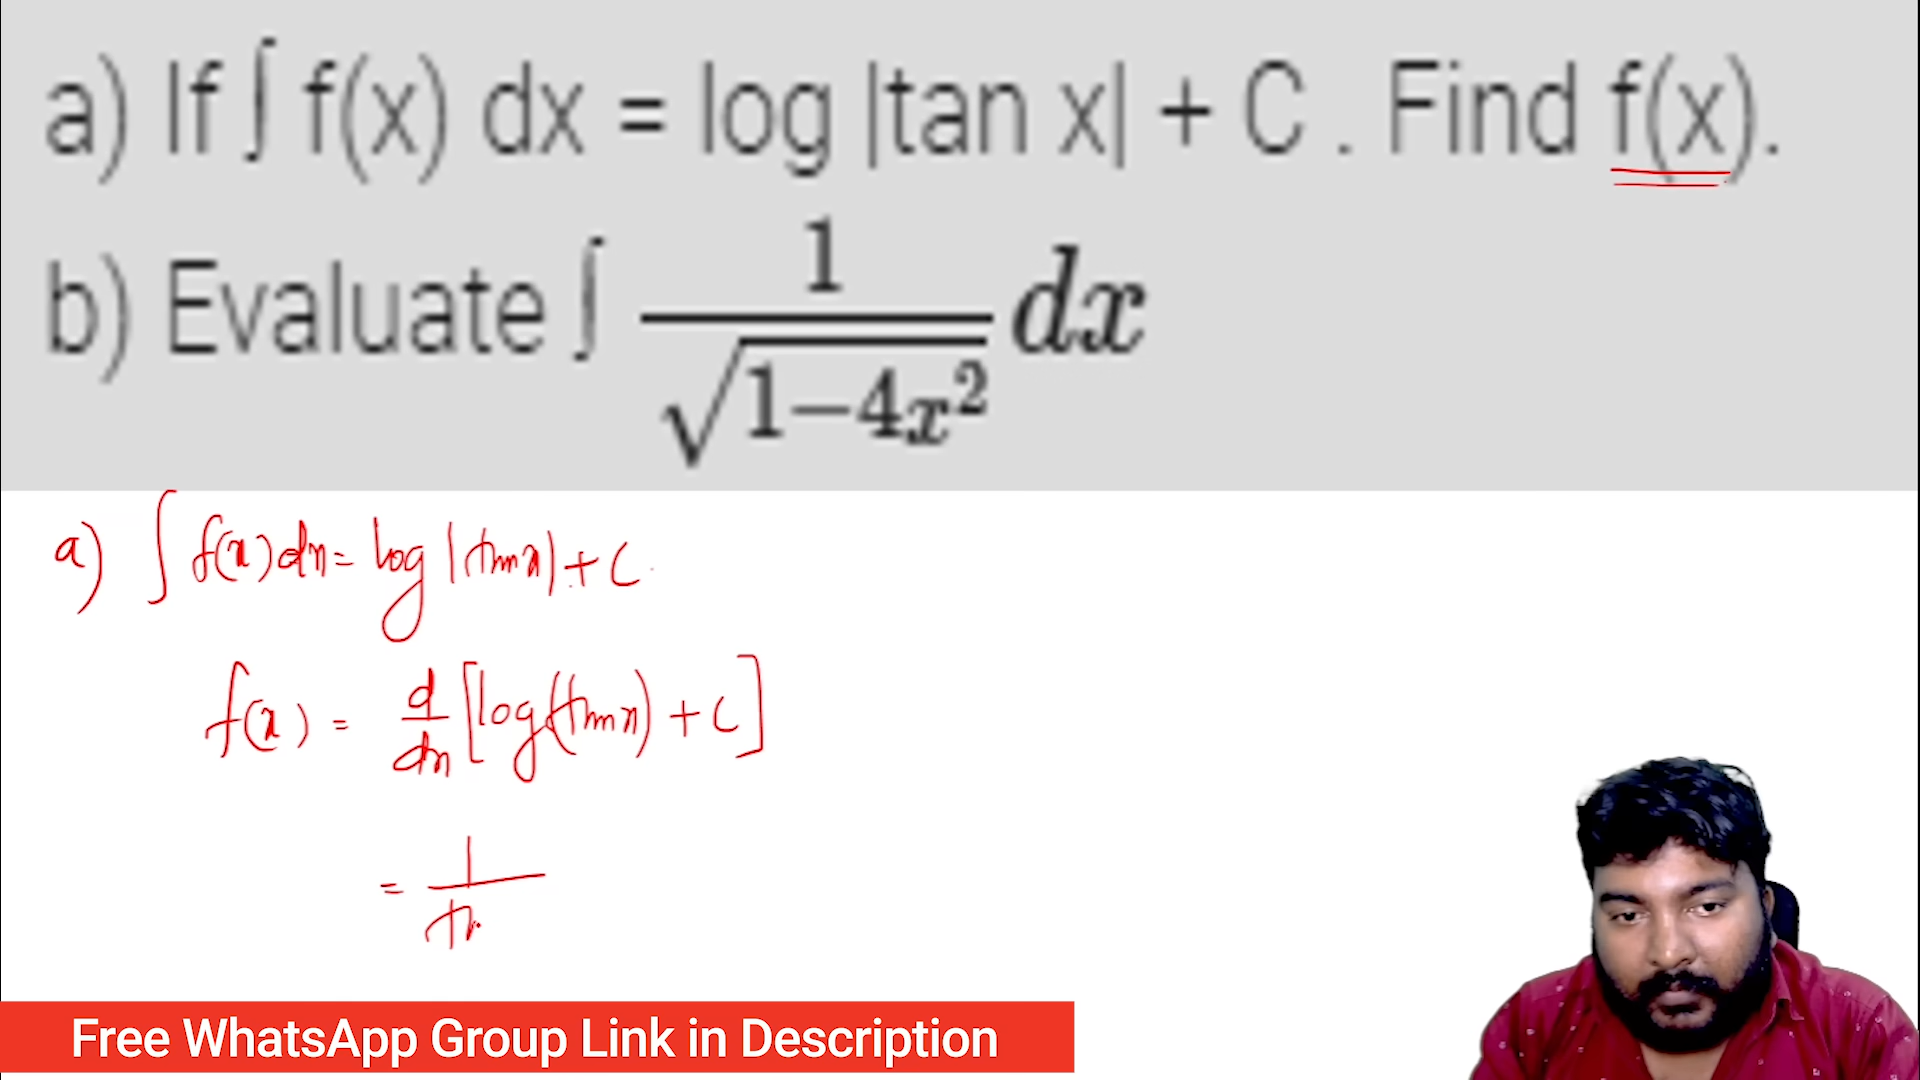 a) If ∫ f(x) dx = log |tan x| + C . Find f(x).
b) Evaluate ∫ 1/√(1−4x²) dx
a) ∫ f(x) dx = log |tan x| + C
f(x) = d/dx [log(tan x) + C]
= 1/ta
Free WhatsApp Group Link in Description